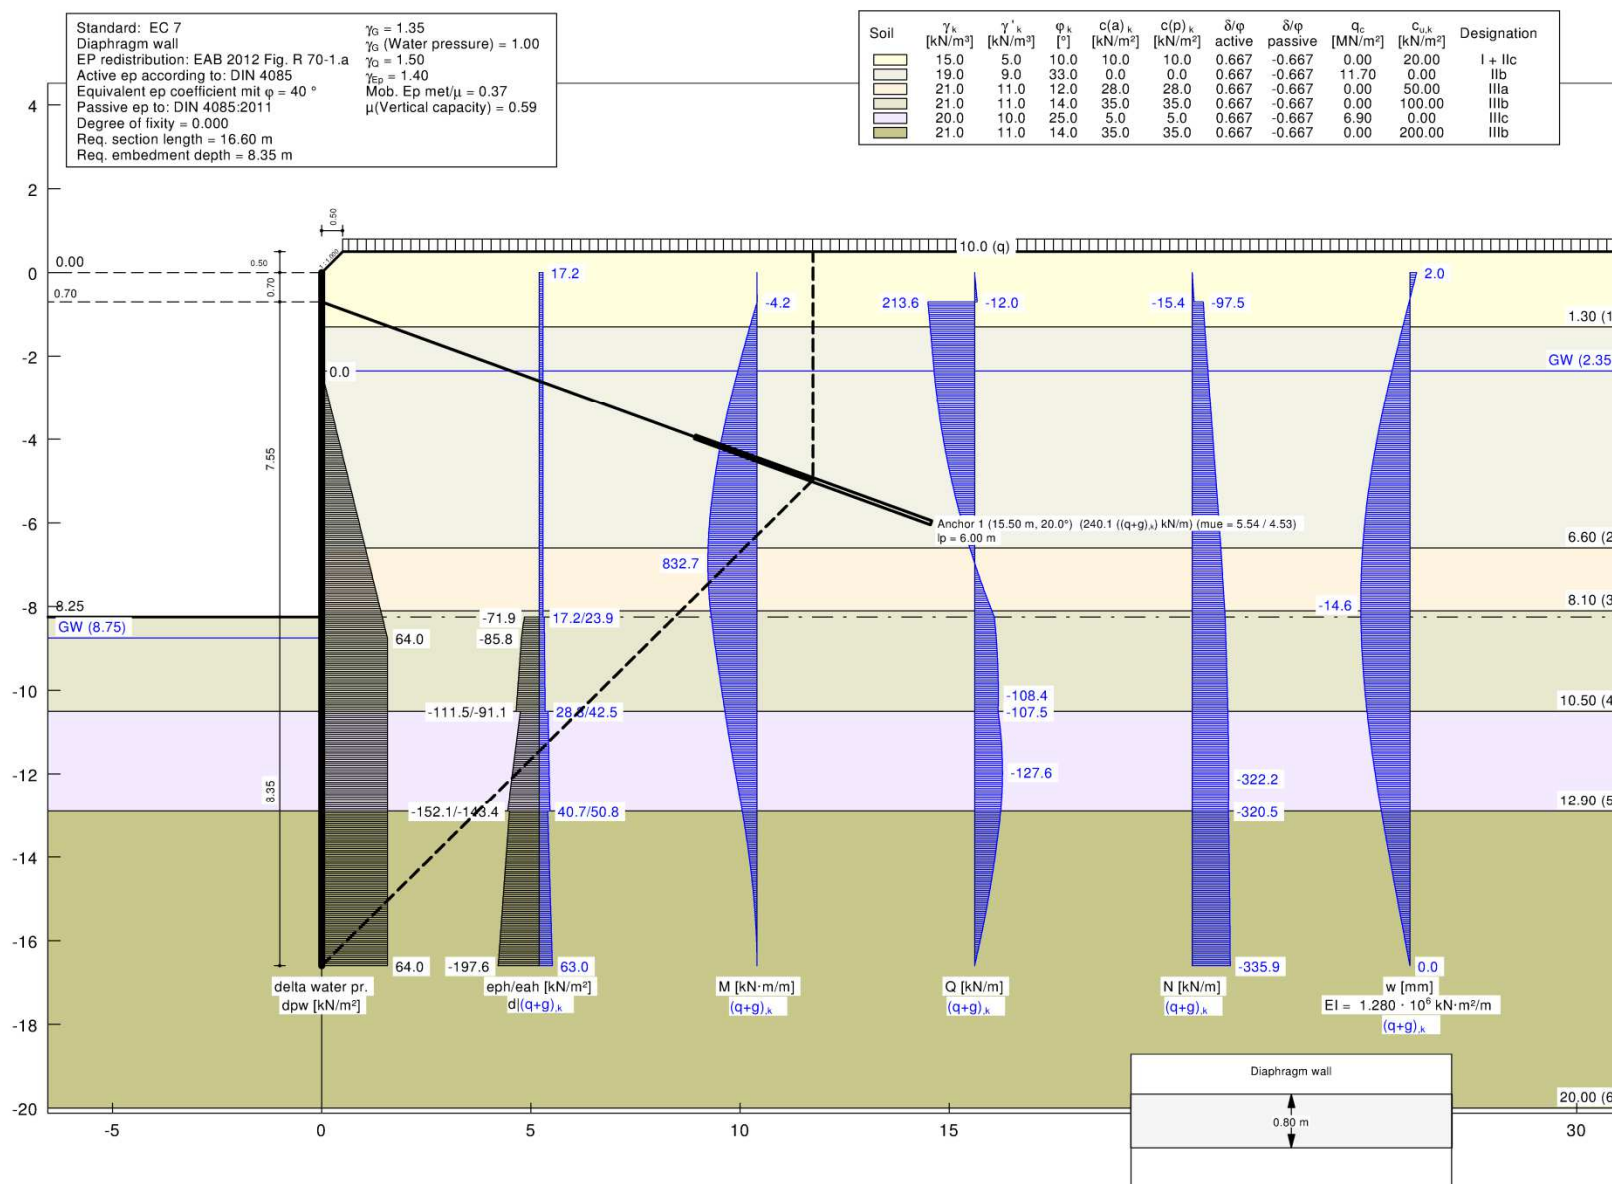 Standard: EC 7
Diaphragm wall
EP redistribution: EAB 2012 Fig. R 70-1.a
Active ep according to: DIN 4085
Equivalent ep coefficient mit φ = 40 °
Passive ep to: DIN 4085:2011
Degree of fixity = 0.000
Req. section length = 16.60 m
Req. embedment depth = 8.35 m
γG = 1.35
γG (Water pressure) = 1.00
γQ = 1.50
γEp = 1.40
Mob. Ep met/μ = 0.37
μ(Vertical capacity) = 0.59
Soil γk [kN/m³] γ'k [kN/m³] φk [°] c(a)k [kN/m²] c(p)k [kN/m²] δ/φ active δ/φ passive qc [MN/m²] cu,k [kN/m²] Designation
15.0 5.0 10.0 10.0 10.0 0.667 -0.667 0.00 20.00 I + IIc
19.0 9.0 33.0 0.0 0.0 0.667 -0.667 11.70 0.00 IIb
21.0 11.0 12.0 28.0 28.0 0.667 -0.667 0.00 50.00 IIIa
21.0 11.0 14.0 35.0 35.0 0.667 -0.667 0.00 100.00 IIIb
20.0 10.0 25.0 5.0 5.0 0.667 -0.667 6.90 0.00 IIIc
21.0 11.0 14.0 35.0 35.0 0.667 -0.667 0.00 200.00 IIIb
4
2
0
-2
-4
-6
-8
-10
-12
-14
-16
-18
-20
0.50
10.0 (q)
0.00
0.50
0.70
0.70
17.2
2.0
-4.2
213.6
-12.0
-15.4
-97.5
1.30 (1
GW (2.35
0.0
7.55
Anchor 1 (15.50 m, 20.0°) (240.1 ((q+g),k) kN/m) (mue = 5.54 / 4.53)
lp = 6.00 m
6.60 (2
832.7
8.25
-14.6
8.10 (3
-71.9
17.2/23.9
GW (8.75)
64.0
-85.8
-108.4
10.50 (4
-111.5/-91.1
-107.5
-127.6
-322.2
8.35
-152.1/-143.4
40.7/50.8
-320.5
12.90 (5
64.0
-197.6
63.0
-335.9
0.0
delta water pr.
dpw [kN/m²]
eph/eah [kN/m²]
d|(q+g),k
M [kN·m/m]
(q+g),k
Q [kN/m]
(q+g),k
N [kN/m]
(q+g),k
w [mm]
EI = 1.280 · 10⁶ kN·m²/m
(q+g),k
Diaphragm wall
0.80 m
20.00 (6
-5
0
5
10
15
30